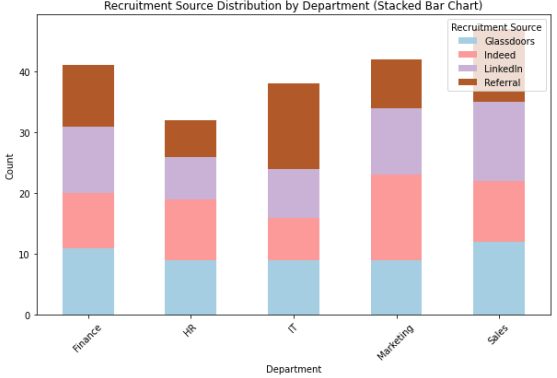 Recruitment Source Distribution by Department (Stacked Bar Chart)
Recruitment Source
Glassdoors
Indeed
LinkedIn
Referral
Count
40
30
20
10
0
Finance
HR
IT
Marketing
Sales
Department